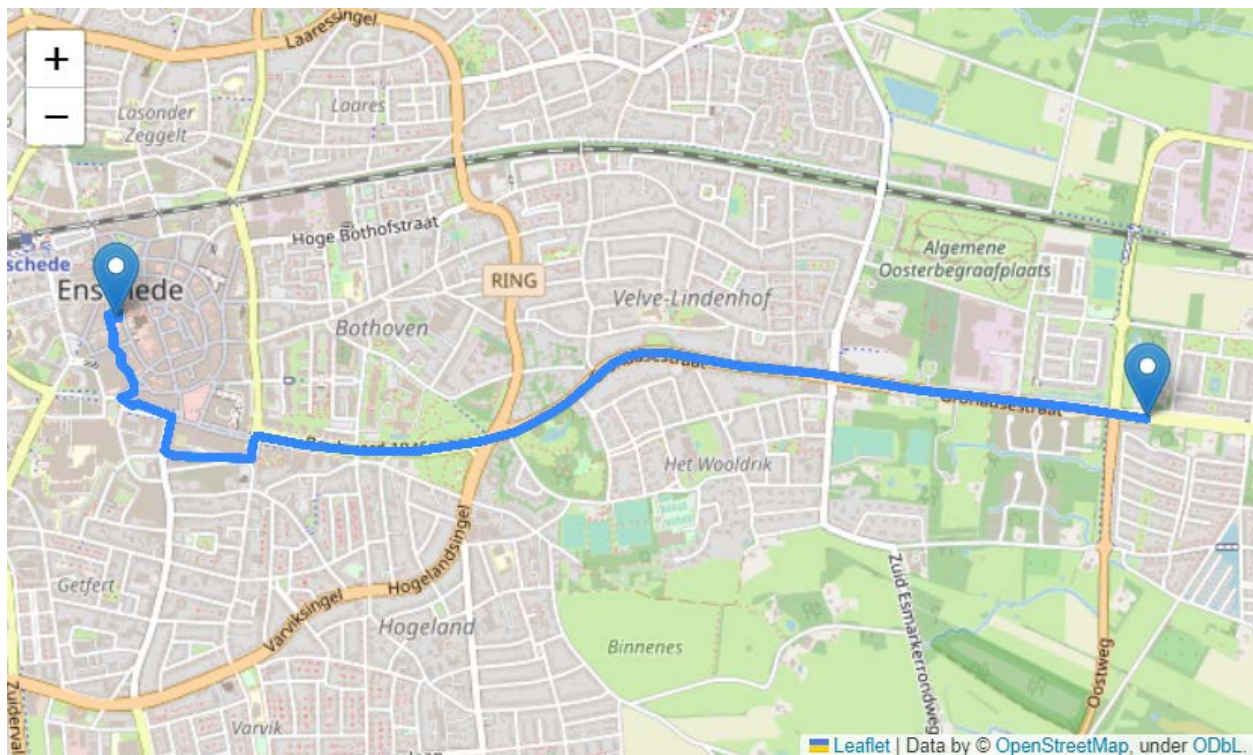 +
−
Laaressingel
Lasonder
Zeggelt
Laares
Hoge Bothofstraat
schede
Enschede
RING
Algemene
Oosterbegraafplaats
Velve-Lindenhof
Bothoven
Gronausestraat
Het Wooldrik
Hogelandsingel
Getfert
Varviksingel
Hogeland
Zuid Esmarkerrondweg
Binnenes
Oostweg
Varvik
Leaflet | Data by © OpenStreetMap, under ODbL.